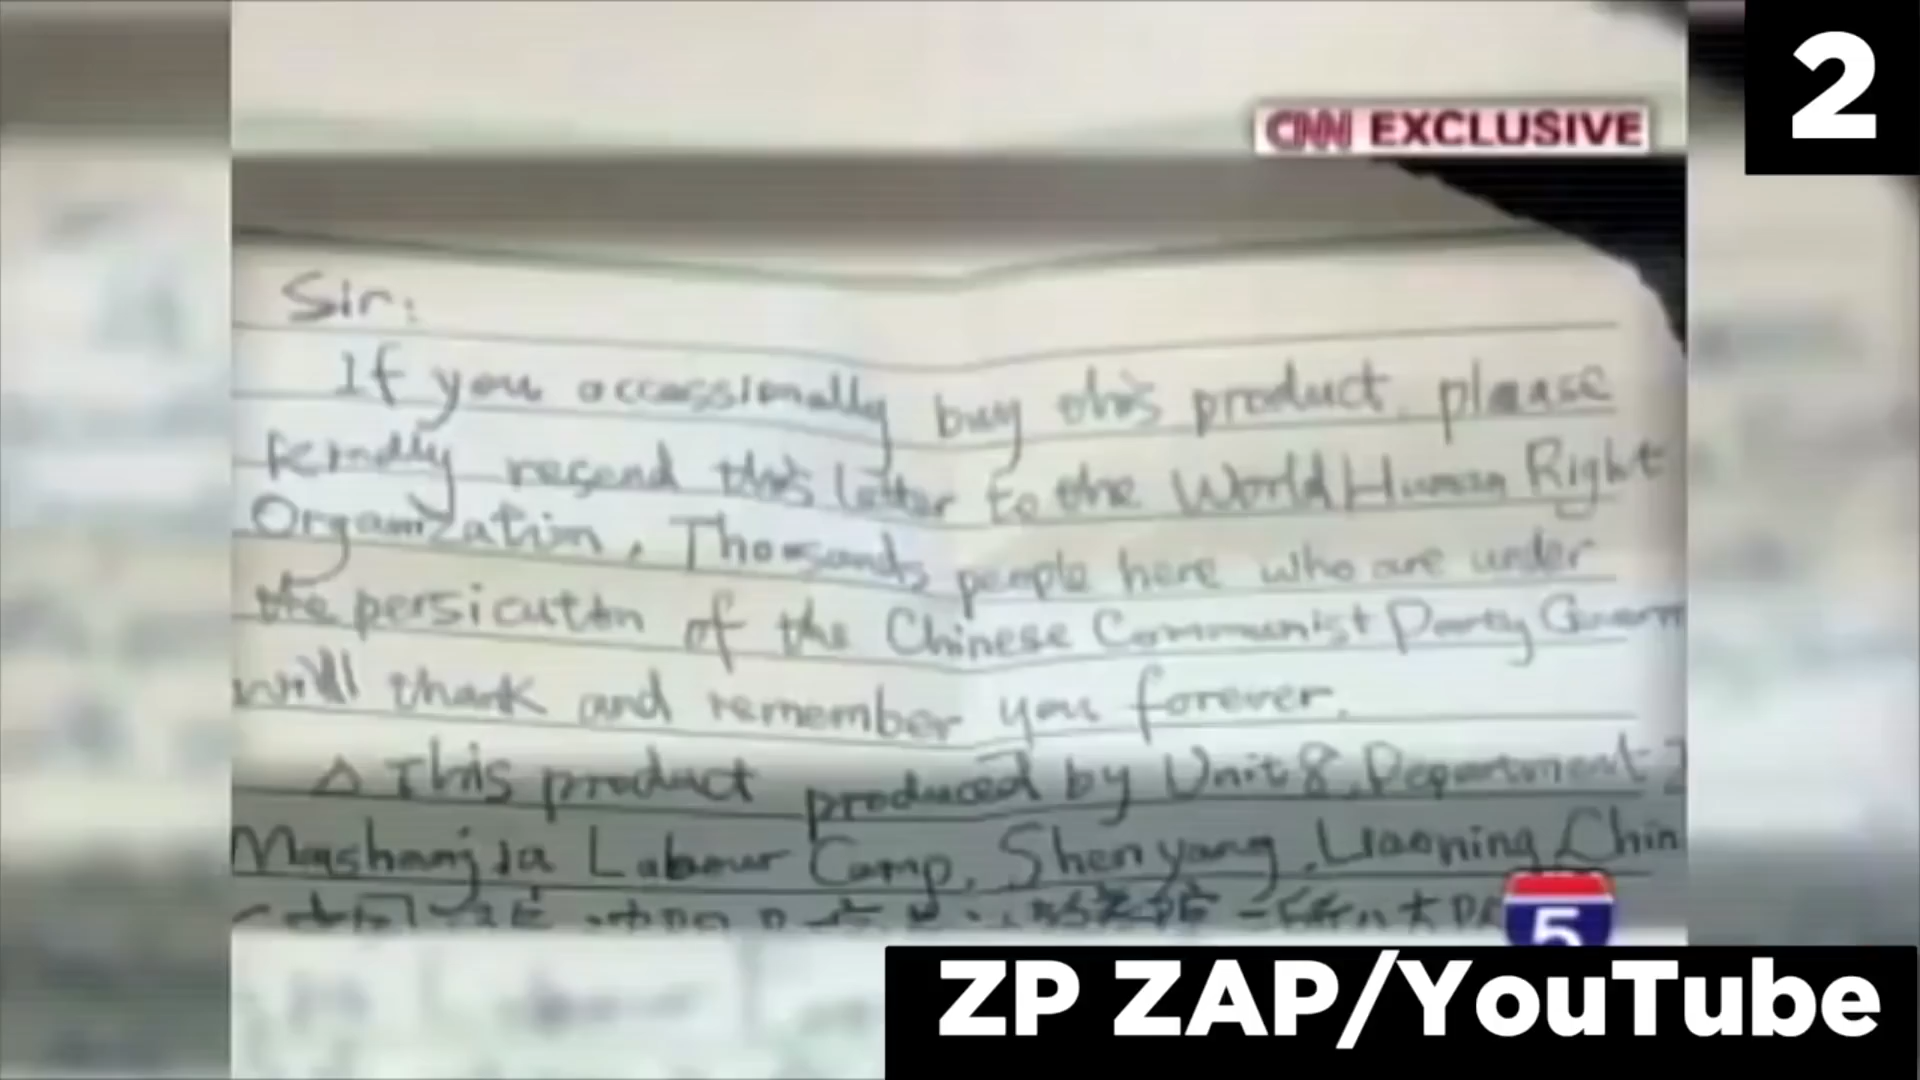 2
CNN EXCLUSIVE
Sir:
If you occassionally buy this product, please
kindly resend this letter to the World Human Right
Organization, Thousands people here who are under
the persicution of the Chinese Communist Party Govern
will thank and remember you forever.
△ This product produced by Unit 8, Department 2
Mashanjia Labour Camp, Shenyang, Liaoning, Chin
5
ZP ZAP/YouTube